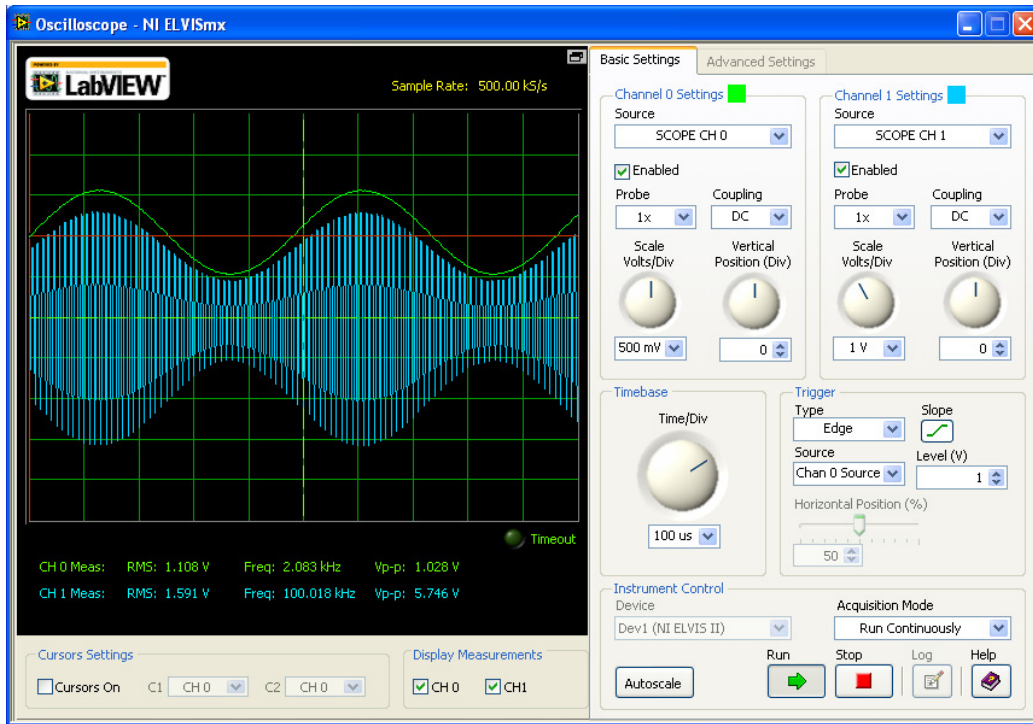 Oscilloscope - NI ELVISmx
POWERED BY
NATIONAL INSTRUMENTS
LabVIEW
Sample Rate: 500.00 kS/s
Timeout
CH 0 Meas: RMS: 1.108 V Freq: 2.083 kHz Vp-p: 1.028 V
CH 1 Meas: RMS: 1.591 V Freq: 100.018 kHz Vp-p: 5.746 V
Cursors Settings
Cursors On C1 CH 0 C2 CH 0
Display Measurements
CH 0 CH1
Basic Settings Advanced Settings
Channel 0 Settings
Source
SCOPE CH 0
Enabled
Probe Coupling
1x DC
Scale Vertical
Volts/Div Position (Div)
500 mV 0
Channel 1 Settings
Source
SCOPE CH 1
Enabled
Probe Coupling
1x DC
Scale Vertical
Volts/Div Position (Div)
1 V 0
Timebase
Time/Div
100 us
Trigger
Type Slope
Edge
Source Level (V)
Chan 0 Source 1
Horizontal Position (%)
50
Instrument Control
Device Acquisition Mode
Dev1 (NI ELVIS II) Run Continuously
Run Stop Log Help
Autoscale